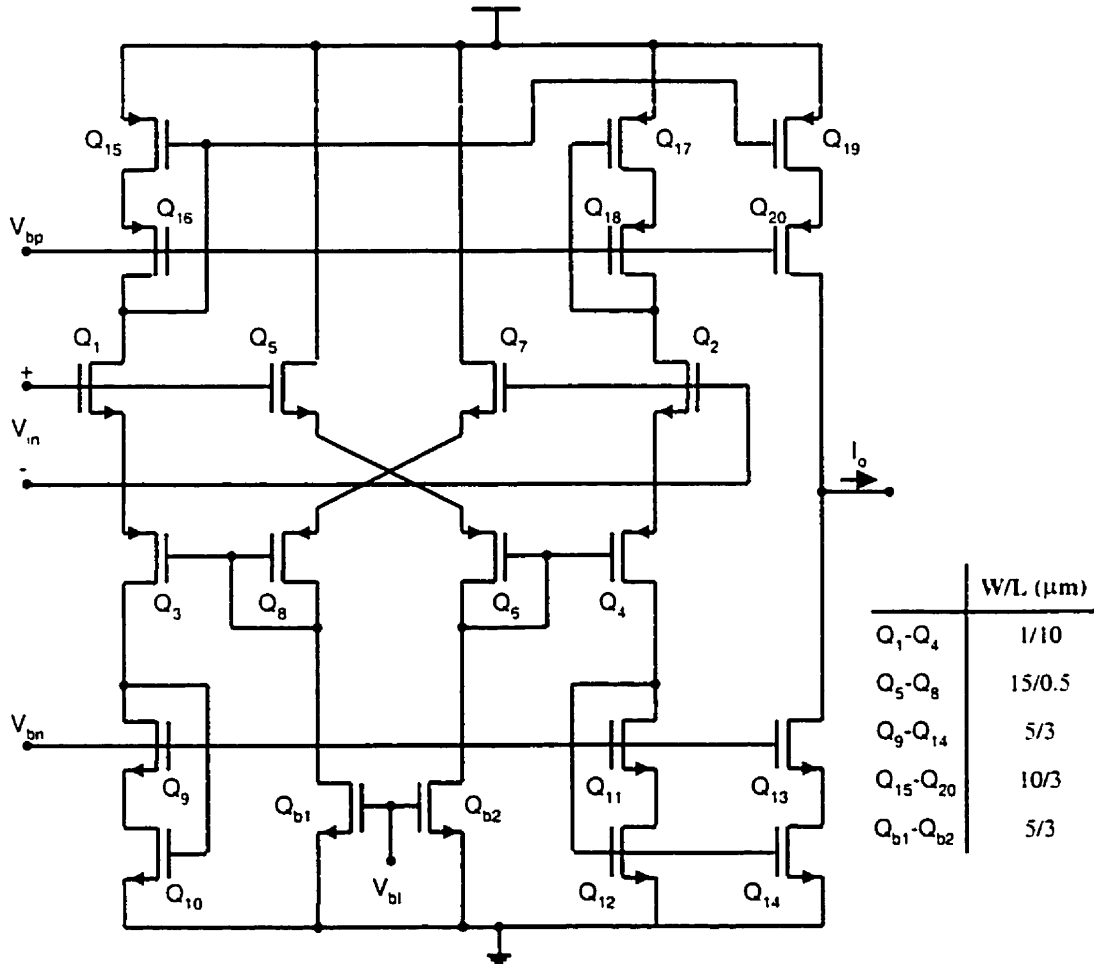 Q15
Q17
Q19
Q16
Q18
Q20
Vbp
Q1
Q5
Q7
Q2
+
Vin
-
Io
Q3
Q8
Q6
Q4
W/L (μm)
Q1-Q4 1/10
Q5-Q8 15/0.5
Q9-Q14 5/3
Q15-Q20 10/3
Qb1-Qb2 5/3
Vbn
Q9
Qb1
Qb2
Q11
Q13
Q10
VbI
Q12
Q14